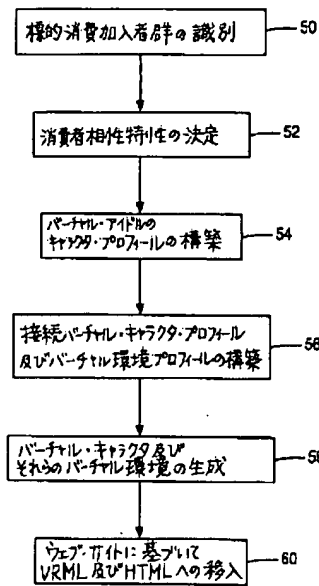 標的消費加入者群の識別
50
消費者相性特性の決定
52
バーチャル・アイドルの
キャラクタ・プロフィールの構築
54
接続バーチャル・キャラクタ・プロフィール
及びバーチャル環境プロフィールの構築
56
バーチャル・キャラクタ及び
それらのバーチャル環境の生成
58
ウェブ・サイトに基づいて
VRML及びHTMLへの移入
60